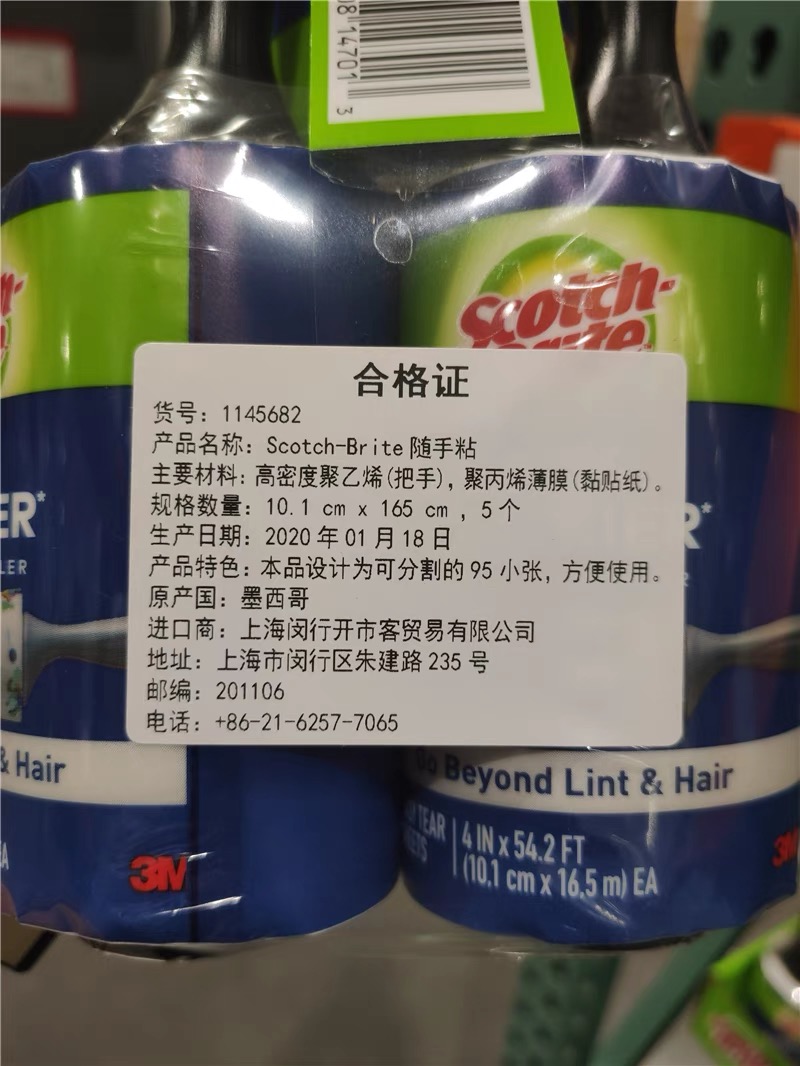 14701 3
Scotch-
Brite
合格证
货号：1145682
产品名称：Scotch-Brite 随手粘
主要材料：高密度聚乙烯(把手)，聚丙烯薄膜(黏贴纸)。
规格数量：10.1 cm x 165 cm , 5个
生产日期：2020 年 01 月 18 日
产品特色：本品设计为可分割的 95 小张，方便使用。
原产国：墨西哥
进口商：上海闵行开市客贸易有限公司
地址：上海市闵行区朱建路 235 号
邮编：201106
电话：+86-21-6257-7065
ER*
LER
R*
& Hair
Go Beyond Lint & Hair
TEAR
4 IN x 54.2 FT
(10.1 cm x 16.5 m) EA
3M
3M